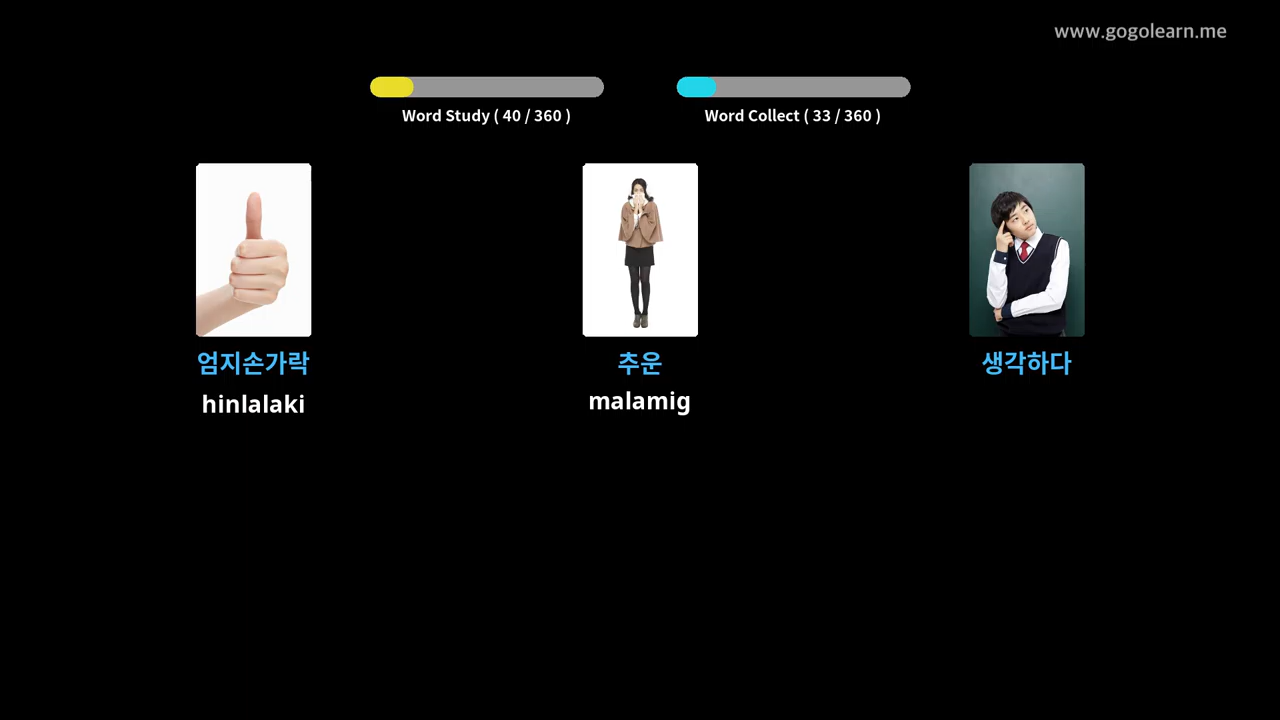 www.gogolearn.me
Word Study ( 40 / 360 )
Word Collect ( 33 / 360 )
엄지손가락
hinlalaki
추운
malamig
생각하다